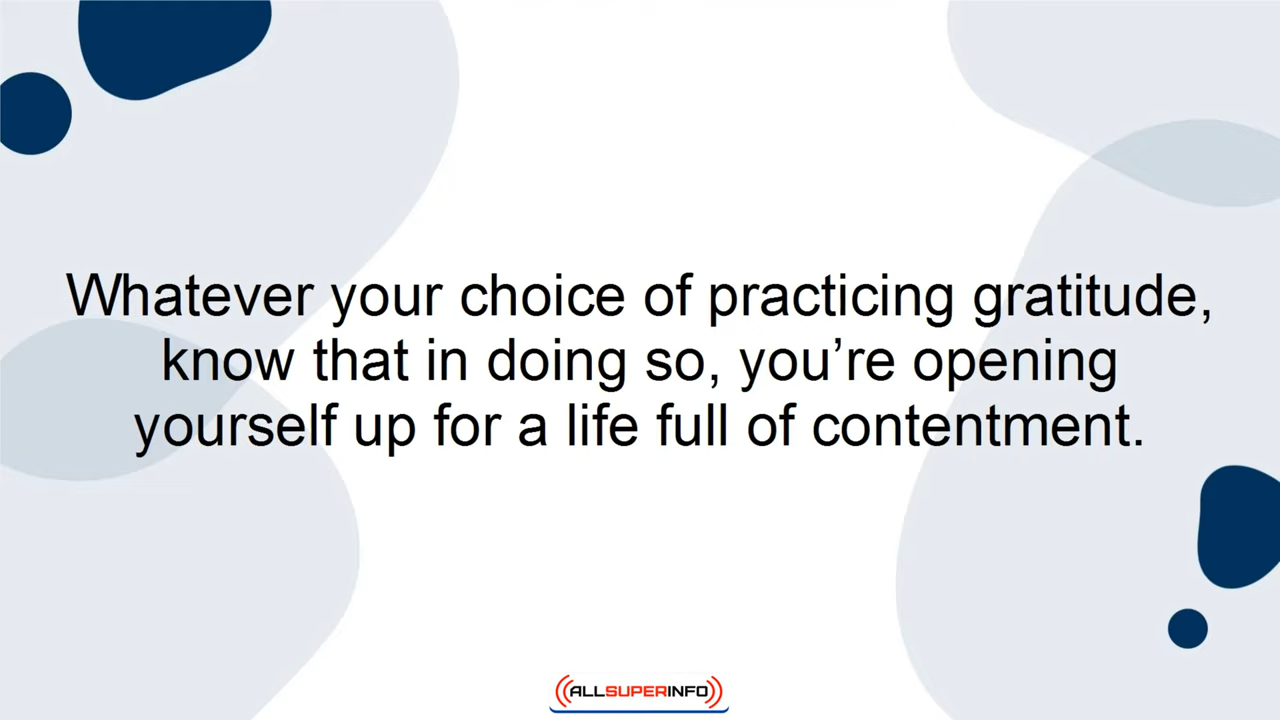 Whatever your choice of practicing gratitude,
know that in doing so, you’re opening
yourself up for a life full of contentment.
ALLSUPERINFO